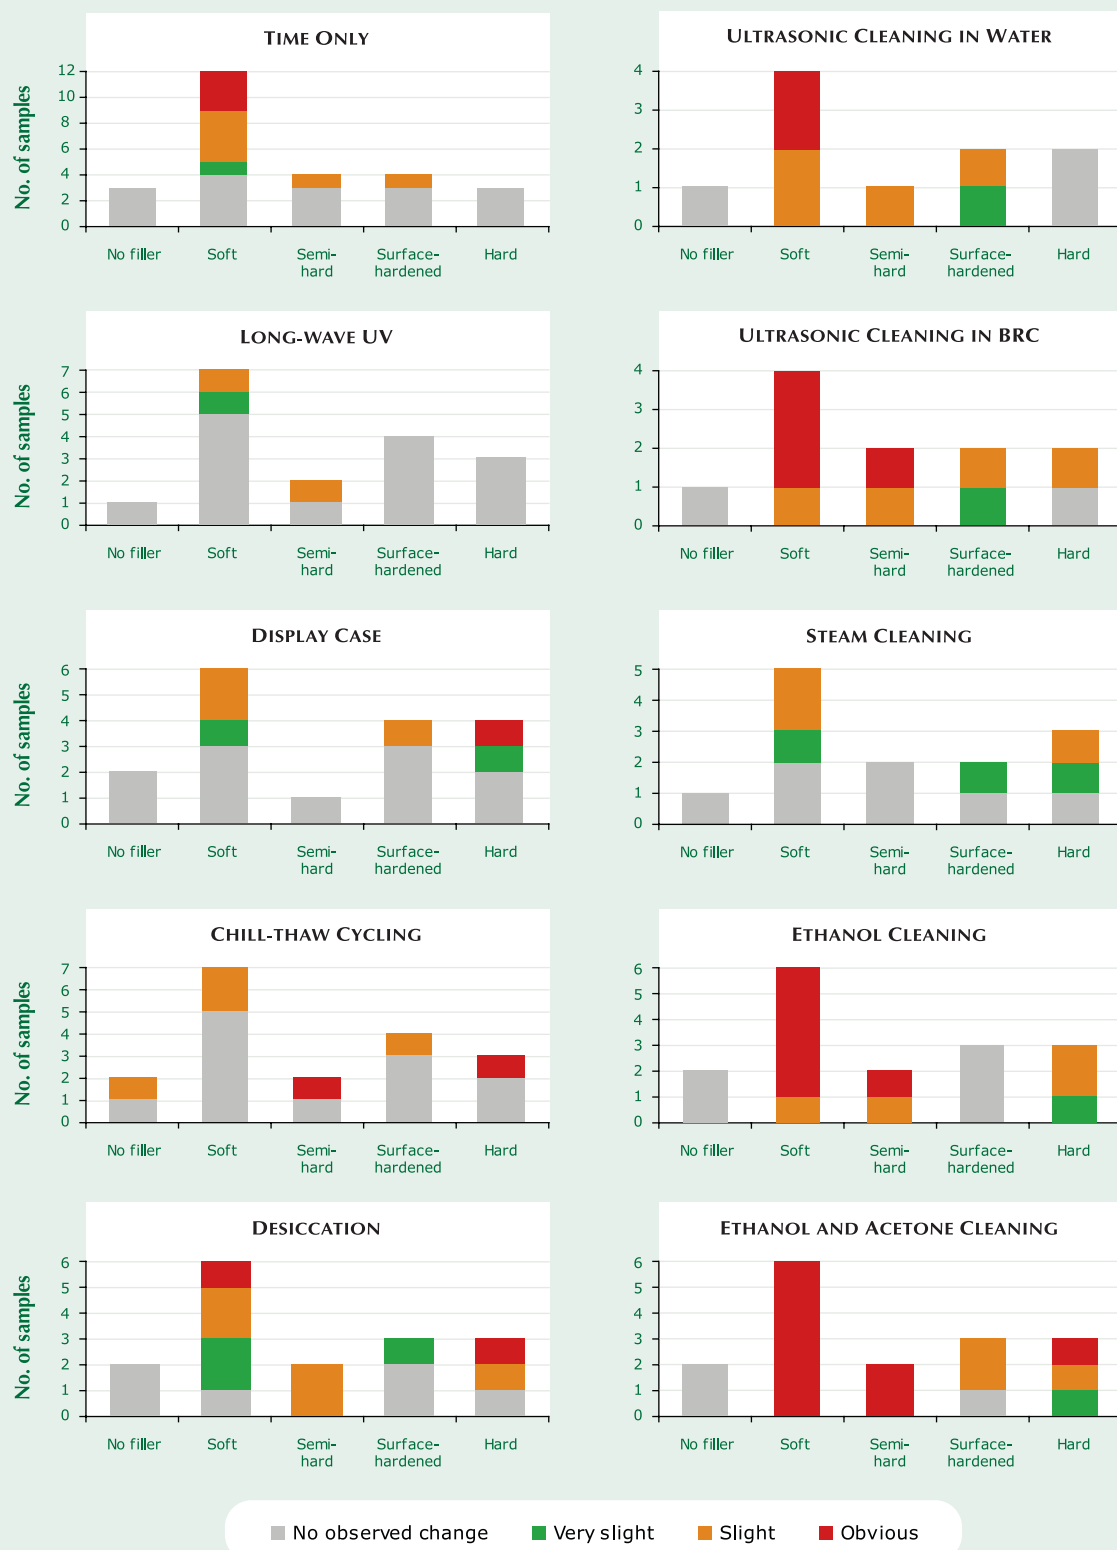 TIME ONLY
No. of samples
12
10
8
6
4
2
0
No filler
Soft
Semi-
hard
Surface-
hardened
Hard
ULTRASONIC CLEANING IN WATER
4
3
2
1
0
No filler
Soft
Semi-
hard
Surface-
hardened
Hard
LONG-WAVE UV
No. of samples
7
6
5
4
3
2
1
0
No filler
Soft
Semi-
hard
Surface-
hardened
Hard
ULTRASONIC CLEANING IN BRC
4
3
2
1
0
No filler
Soft
Semi-
hard
Surface-
hardened
Hard
DISPLAY CASE
No. of samples
6
5
4
3
2
1
0
No filler
Soft
Semi-
hard
Surface-
hardened
Hard
STEAM CLEANING
5
4
3
2
1
0
No filler
Soft
Semi-
hard
Surface-
hardened
Hard
CHILL-THAW CYCLING
No. of samples
7
6
5
4
3
2
1
0
No filler
Soft
Semi-
hard
Surface-
hardened
Hard
ETHANOL CLEANING
6
5
4
3
2
1
0
No filler
Soft
Semi-
hard
Surface-
hardened
Hard
DESICCATION
No. of samples
6
5
4
3
2
1
0
No filler
Soft
Semi-
hard
Surface-
hardened
Hard
ETHANOL AND ACETONE CLEANING
6
5
4
3
2
1
0
No filler
Soft
Semi-
hard
Surface-
hardened
Hard
No observed change
Very slight
Slight
Obvious